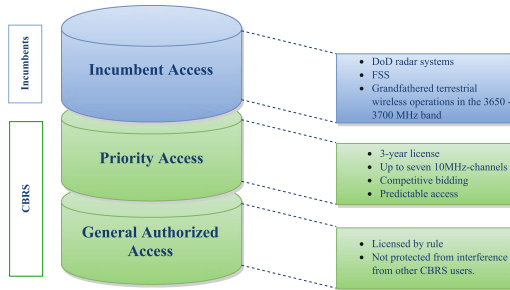 Incumbents
Incumbent Access
• DoD radar systems
• FSS
• Grandfathered terrestrial
wireless operations in the 3650 -
3700 MHz band
CBRS
Priority Access
• 3-year license
• Up to seven 10MHz-channels
• Competitive bidding
• Predictable access
General Authorized
Access
• Licensed by rule
• Not protected from interference
from other CBRS users.